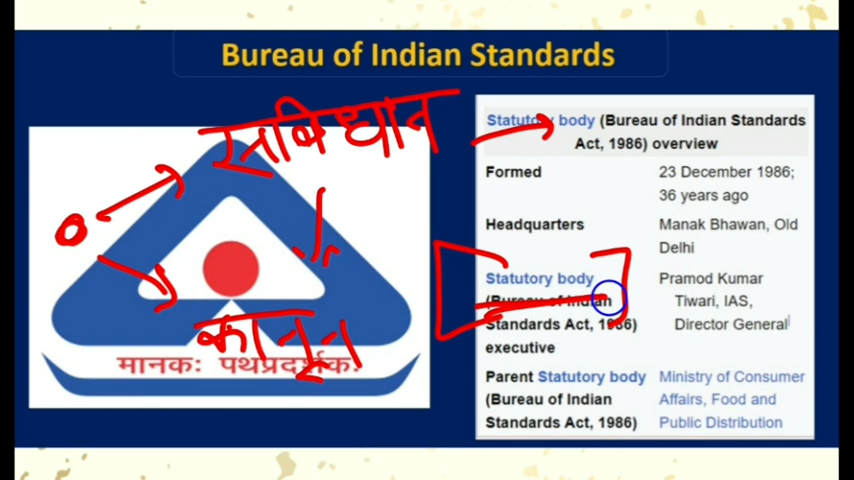 Bureau of Indian Standards
संविधान
कानून
मानक: पथप्रदर्शक:
Statutory body (Bureau of Indian Standards
Act, 1986) overview
Formed 23 December 1986;
36 years ago
Headquarters Manak Bhawan, Old
Delhi
Statutory body Pramod Kumar
(Bureau of Indian Tiwari, IAS,
Standards Act, 1986) Director General
executive
Parent Statutory body Ministry of Consumer
(Bureau of Indian Affairs, Food and
Standards Act, 1986) Public Distribution